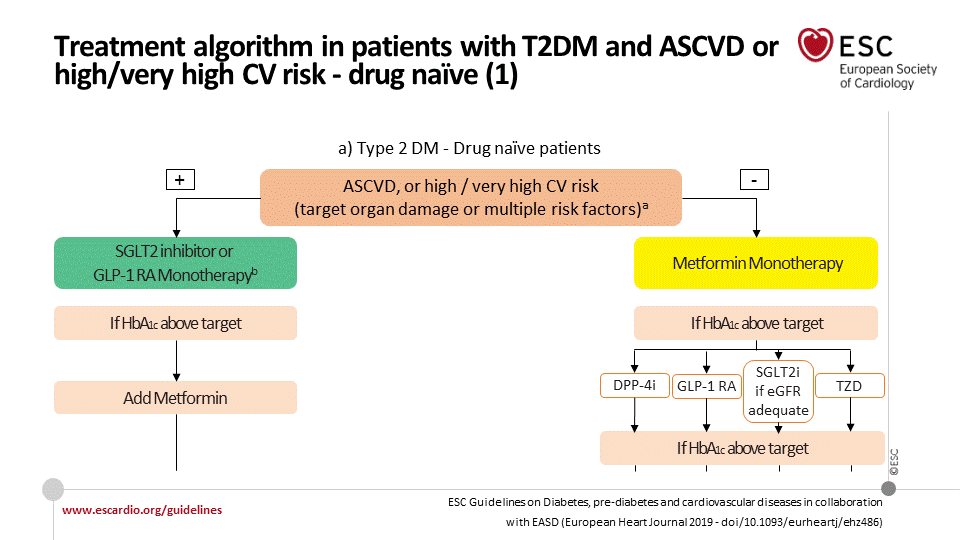 Treatment algorithm in patients with T2DM and ASCVD or
high/very high CV risk - drug naïve (1)
ESC
European Society
of Cardiology
a) Type 2 DM - Drug naïve patients
+
ASCVD, or high / very high CV risk
(target organ damage or multiple risk factors)ᵃ
-
SGLT2 inhibitor or
GLP-1 RA Monotherapyᵇ
Metformin Monotherapy
If HbA1c above target
If HbA1c above target
DPP-4i
GLP-1 RA
SGLT2i
if eGFR
adequate
TZD
Add Metformin
If HbA1c above target
©ESC
www.escardio.org/guidelines
ESC Guidelines on Diabetes, pre-diabetes and cardiovascular diseases in collaboration
with EASD (European Heart Journal 2019 - doi/10.1093/eurheartj/ehz486)